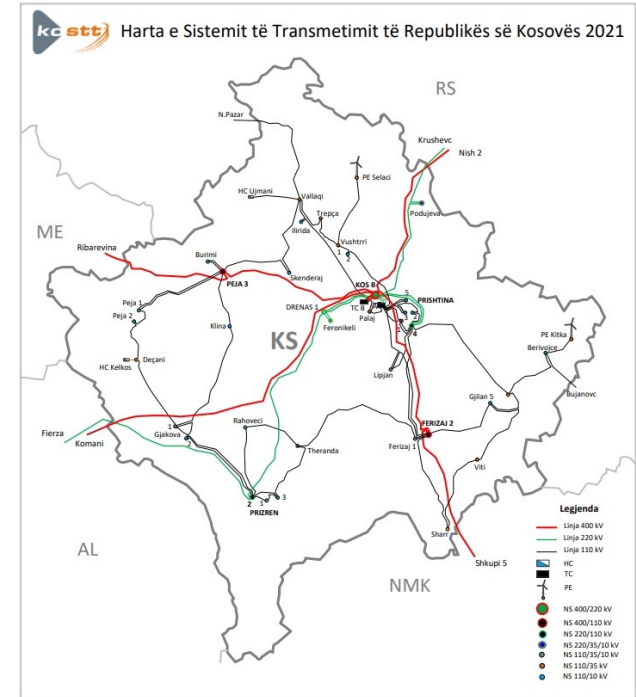 kostt
Harta e Sistemit të Transmetimit të Republikës së Kosovës 2021
RS
N.Pazar
Krushevc
Nish 2
PE Selaci
HC Ujmani
Vallaqi
Podujeva
Trepça
Ilirida
ME
Vushtrri
1
2
Ribarevina
Burimi
Skenderaj
PEJA 3
KOS B
5
PRISHTINA
Peja 1
DRENAS 1
TC B
Palaj
3
2
1
4
Peja 2
Klina
KS
Feronikeli
PE Kitka
Berivojce
Deçani
HC Kelkos
Lipjan
Bujanovc
Gjilan 5
Fierza
Komani
1
Gjakova
2
Rahoveci
FERIZAJ 2
Ferizaj 1
Theranda
Viti
2
1
3
PRIZREN
Sharr
AL
NMK
Shkupi 5
Legjenda
Linja 400 kV
Linja 220 kV
Linja 110 kV
HC
TC
PE
NS 400/220 kV
NS 400/110 kV
NS 220/110 kV
NS 220/35/10 kV
NS 110/35/10 kV
NS 110/35 kV
NS 110/10 kV